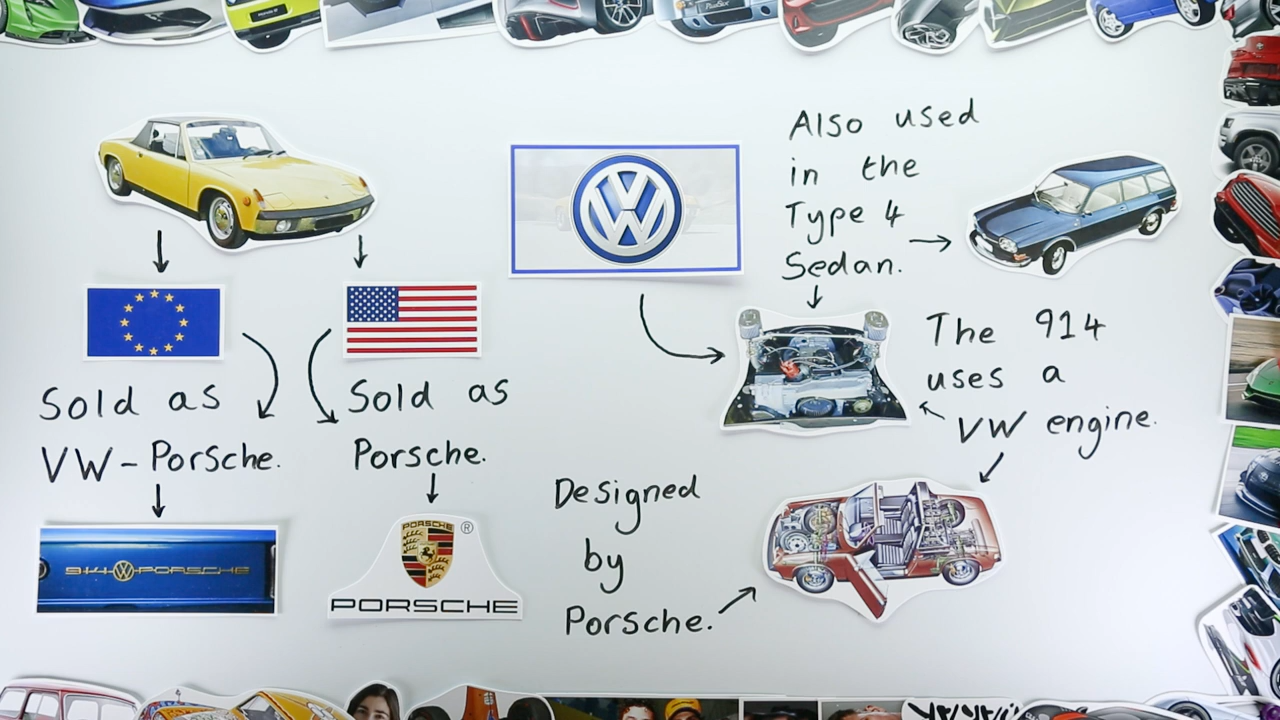 Also used
in the
Type 4
Sedan.
The 914
uses a
VW engine.
Sold as
VW-Porsche.
Sold as
Porsche.
914 PORSCHE
PORSCHE
®
PORSCHE
Designed
by
Porsche.